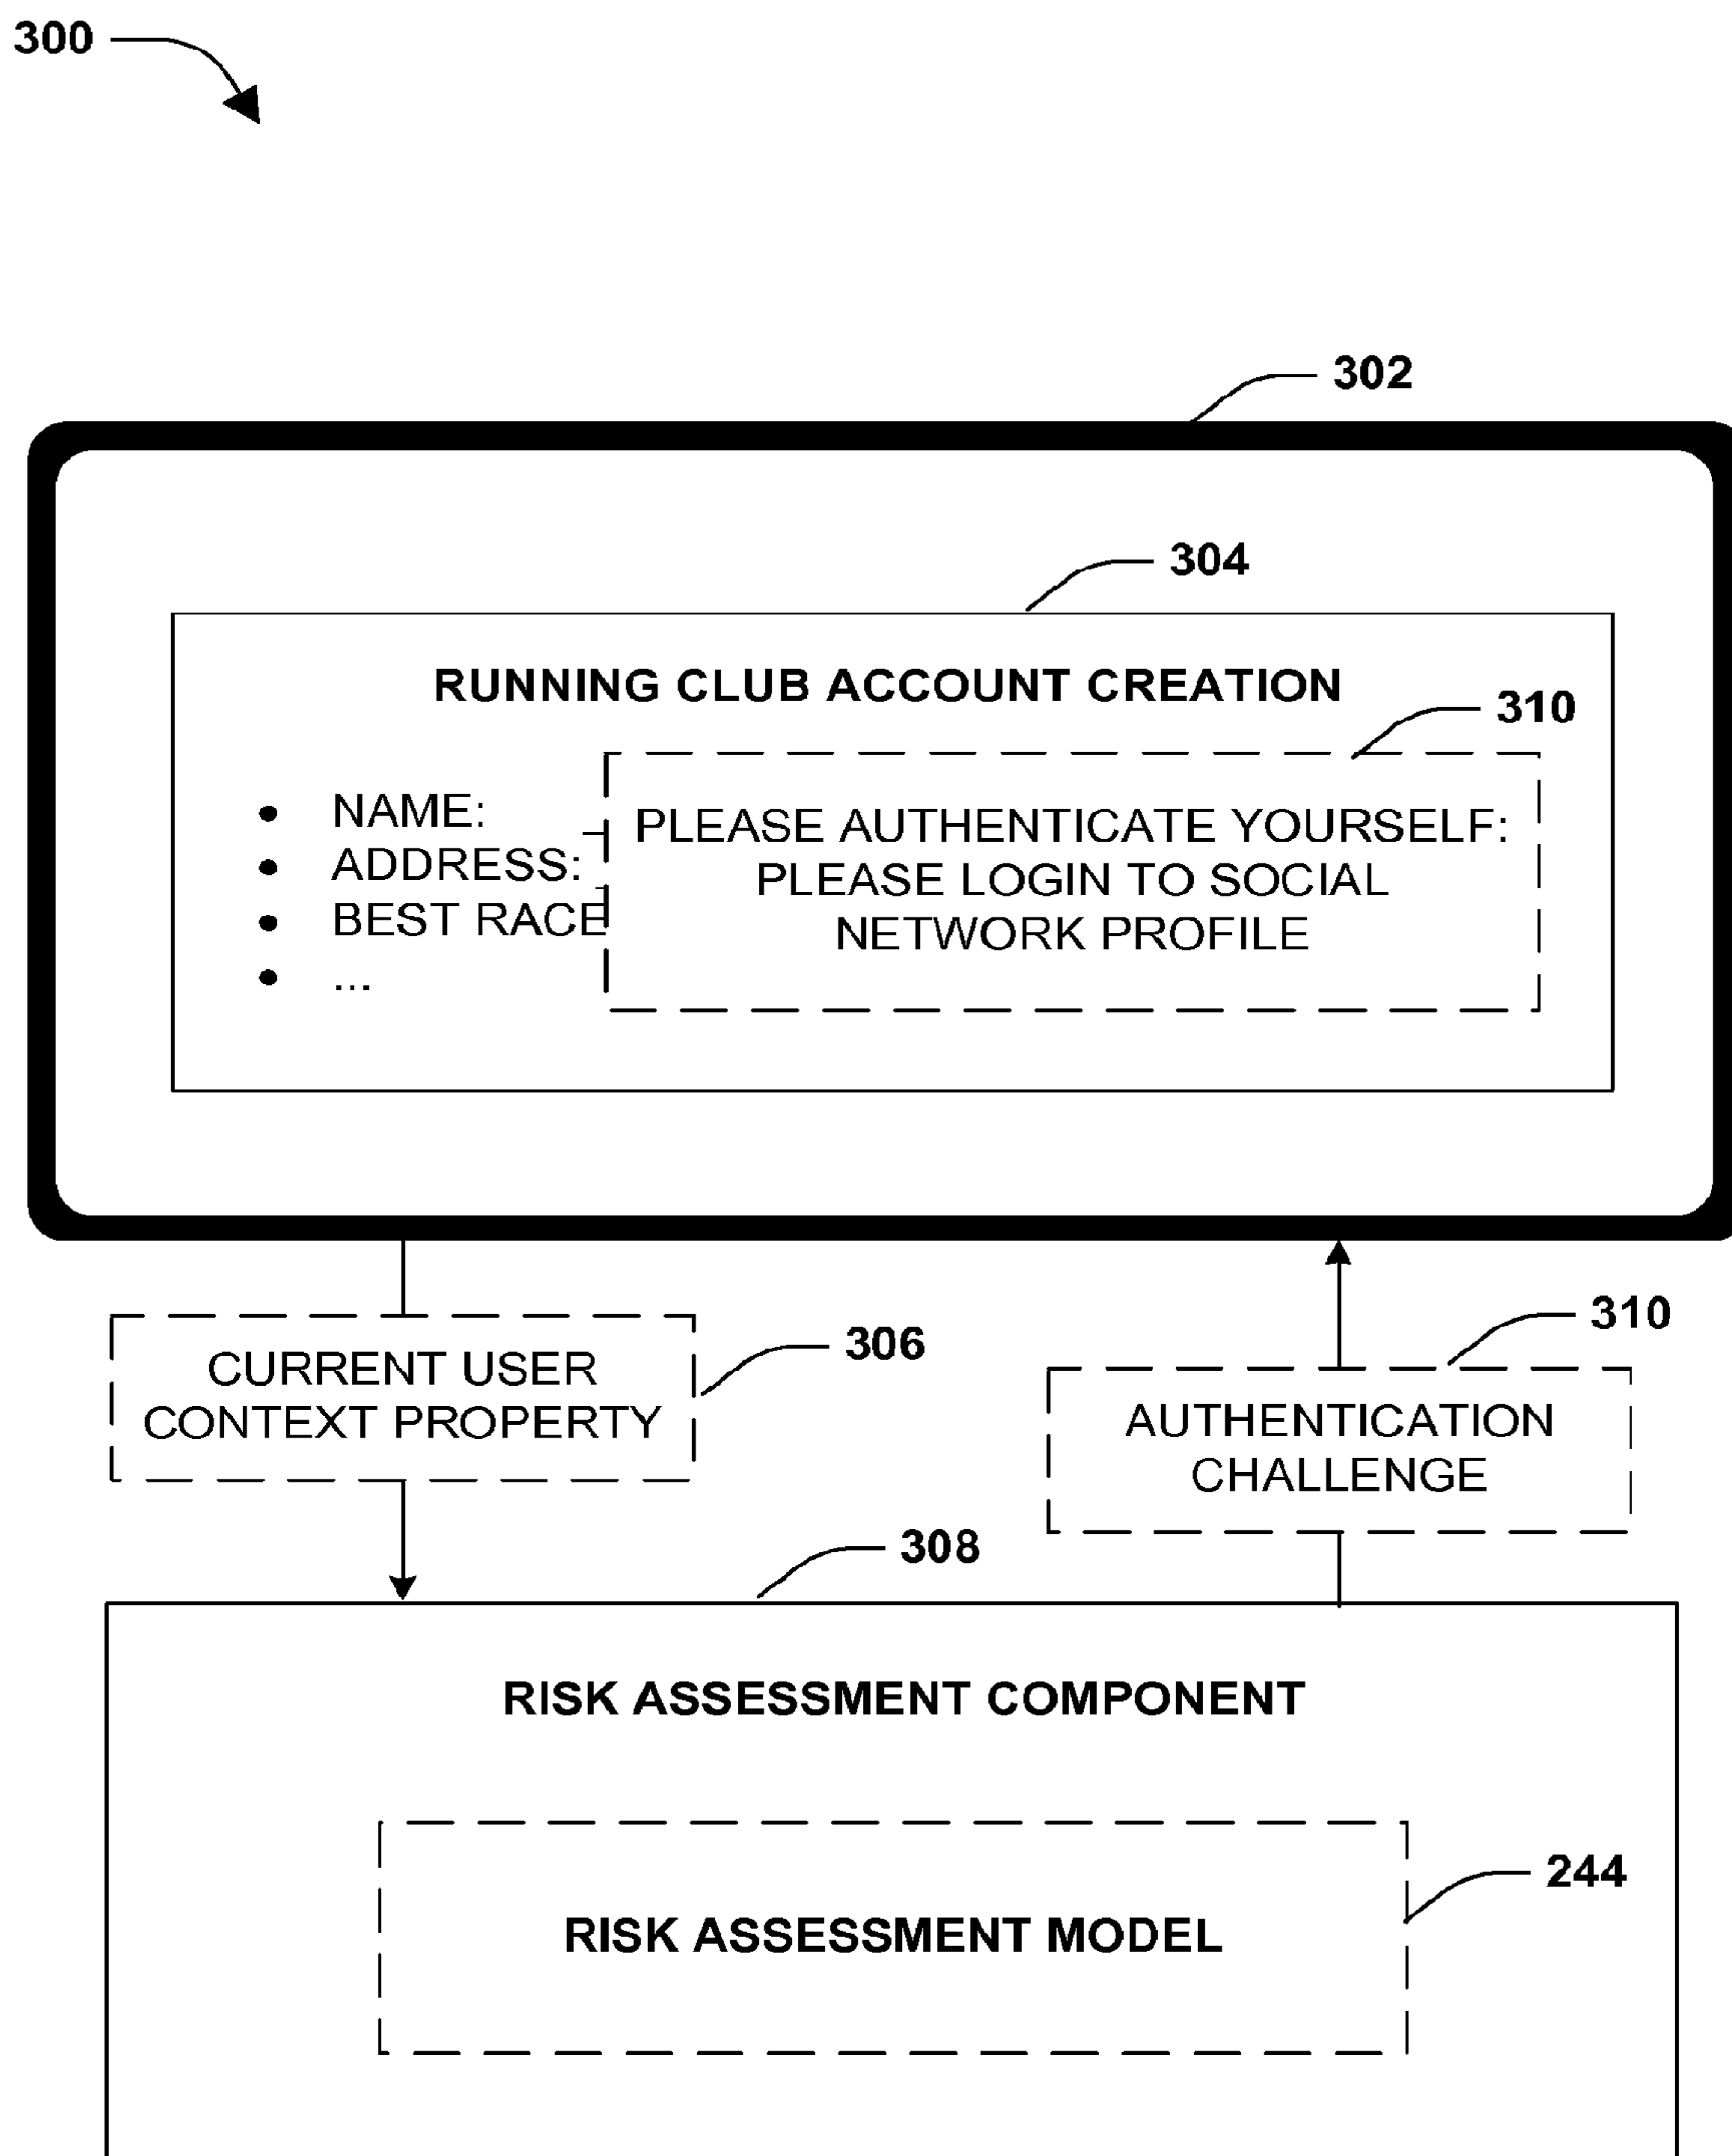 300
302
304
RUNNING CLUB ACCOUNT CREATION
310
• NAME:
• ADDRESS:
• BEST RACE
• ...
PLEASE AUTHENTICATE YOURSELF:
PLEASE LOGIN TO SOCIAL
NETWORK PROFILE
306
CURRENT USER
CONTEXT PROPERTY
310
AUTHENTICATION
CHALLENGE
308
RISK ASSESSMENT COMPONENT
244
RISK ASSESSMENT MODEL